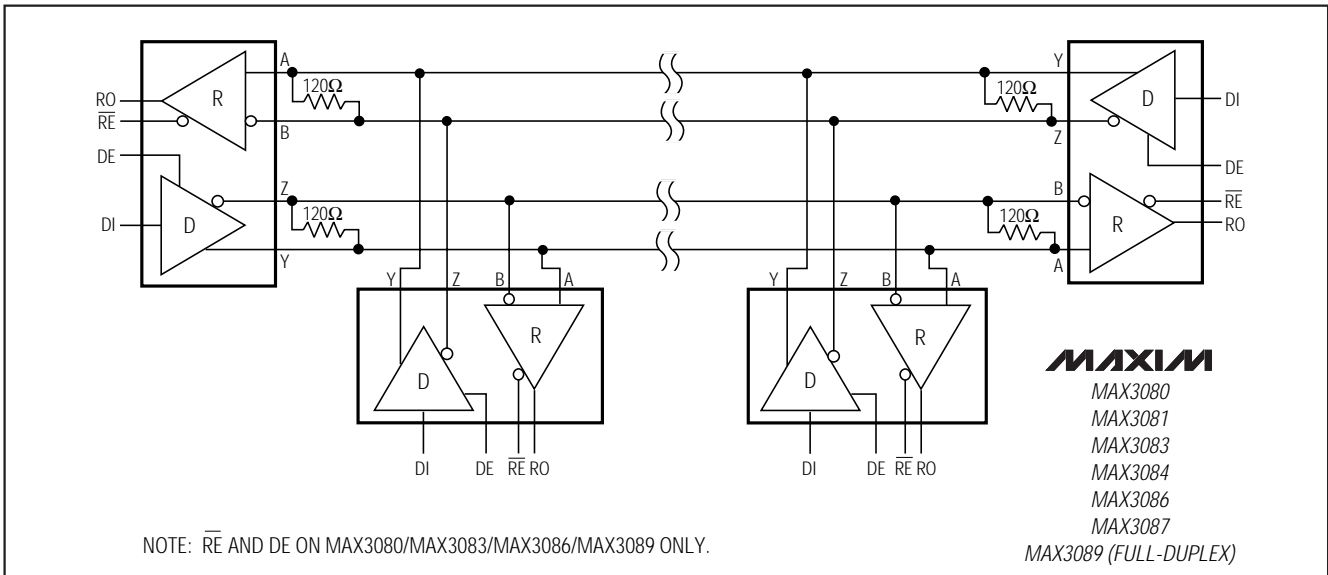 A
120Ω
RO
R
RE
B
DE
Z
120Ω
DI
D
Y
Y
120Ω
D
DI
Z
DE
B
RE
120Ω
R
RO
A
Y Z B A
D
R
DI DE RE RO
Y Z B A
D
R
DI DE RE RO
MAXIM
MAX3080
MAX3081
MAX3083
MAX3084
MAX3086
MAX3087
MAX3089 (FULL-DUPLEX)
NOTE: RE AND DE ON MAX3080/MAX3083/MAX3086/MAX3089 ONLY.